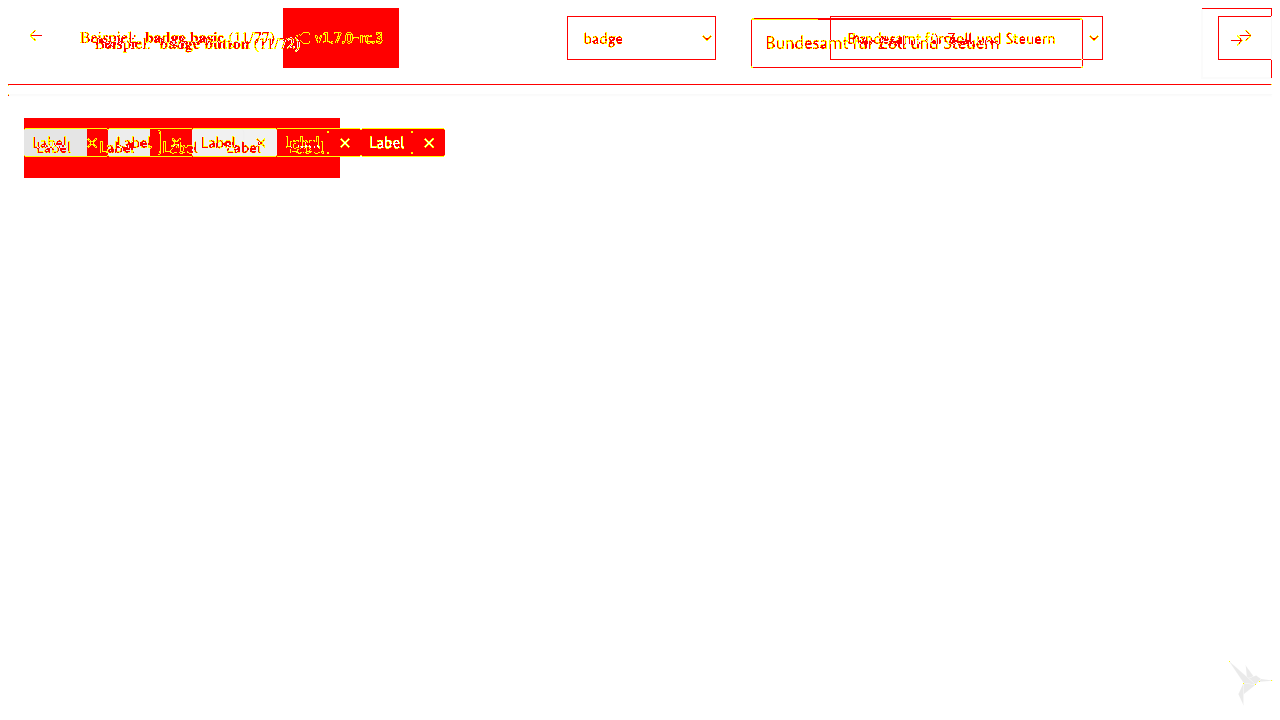 Beispiel: badge basic (11/77)
Beispiel: badge button (11/72)
v1.7.0-rc.3
badge
Bundesamt für Zoll und Steuern
Bundesamt für Zoll und Steuern
Label Label Label Label Label
Label Label Label Label Label